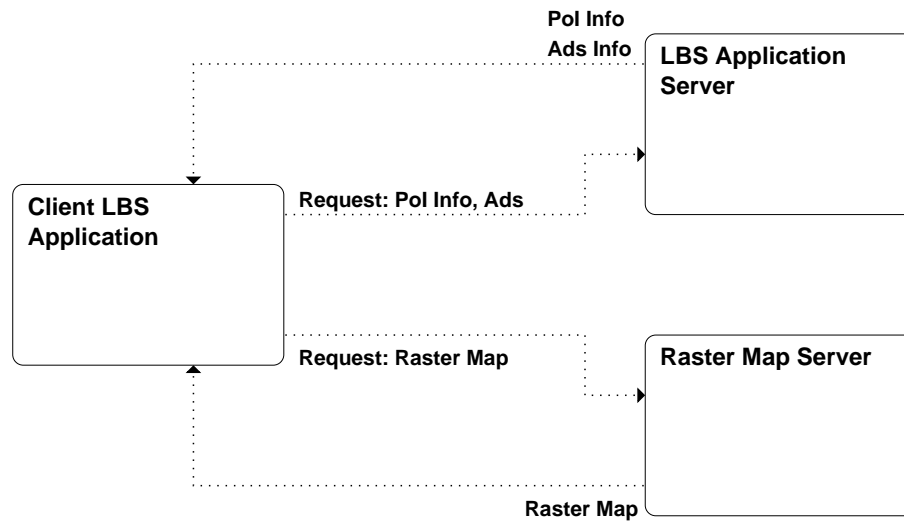 PoI Info
Ads Info
LBS Application
Server
Client LBS
Application
Request: PoI Info, Ads
Request: Raster Map
Raster Map Server
Raster Map